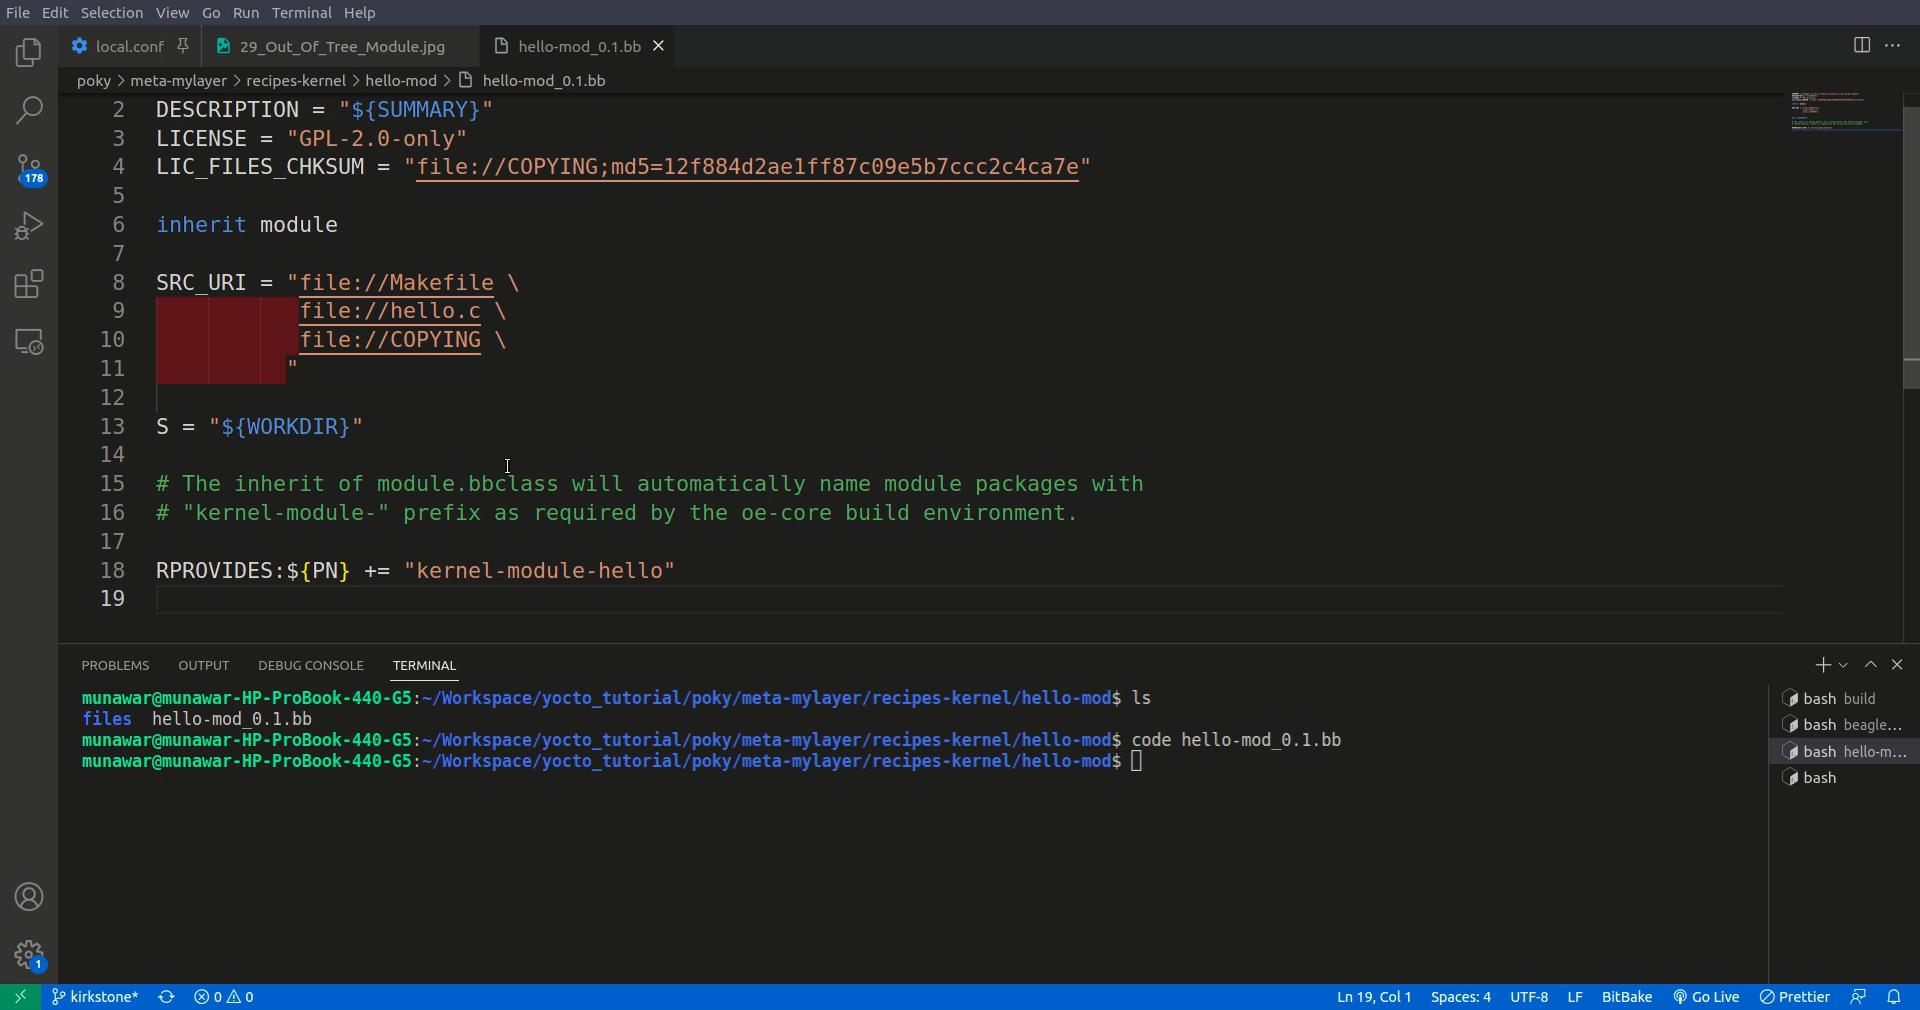 File Edit Selection View Go Run Terminal Help
local.conf 29_Out_Of_Tree_Module.jpg hello-mod_0.1.bb
poky > meta-mylayer > recipes-kernel > hello-mod > hello-mod_0.1.bb
2 DESCRIPTION = "${SUMMARY}"
3 LICENSE = "GPL-2.0-only"
4 LIC_FILES_CHKSUM = "file://COPYING;md5=12f884d2ae1ff87c09e5b7ccc2c4ca7e"
5
6 inherit module
7
8 SRC_URI = "file://Makefile \
9 file://hello.c \
10 file://COPYING \
11 "
12
13 S = "${WORKDIR}"
14
15 # The inherit of module.bbclass will automatically name module packages with
16 # "kernel-module-" prefix as required by the oe-core build environment.
17
18 RPROVIDES:${PN} += "kernel-module-hello"
19
178
1
PROBLEMS OUTPUT DEBUG CONSOLE TERMINAL
munawar@munawar-HP-ProBook-440-G5:~/Workspace/yocto_tutorial/poky/meta-mylayer/recipes-kernel/hello-mod$ ls
files hello-mod_0.1.bb
munawar@munawar-HP-ProBook-440-G5:~/Workspace/yocto_tutorial/poky/meta-mylayer/recipes-kernel/hello-mod$ code hello-mod_0.1.bb
munawar@munawar-HP-ProBook-440-G5:~/Workspace/yocto_tutorial/poky/meta-mylayer/recipes-kernel/hello-mod$
bash build
bash beagle...
bash hello-m...
bash
kirkstone* 0 0 Ln 19, Col 1 Spaces: 4 UTF-8 LF BitBake Go Live Prettier